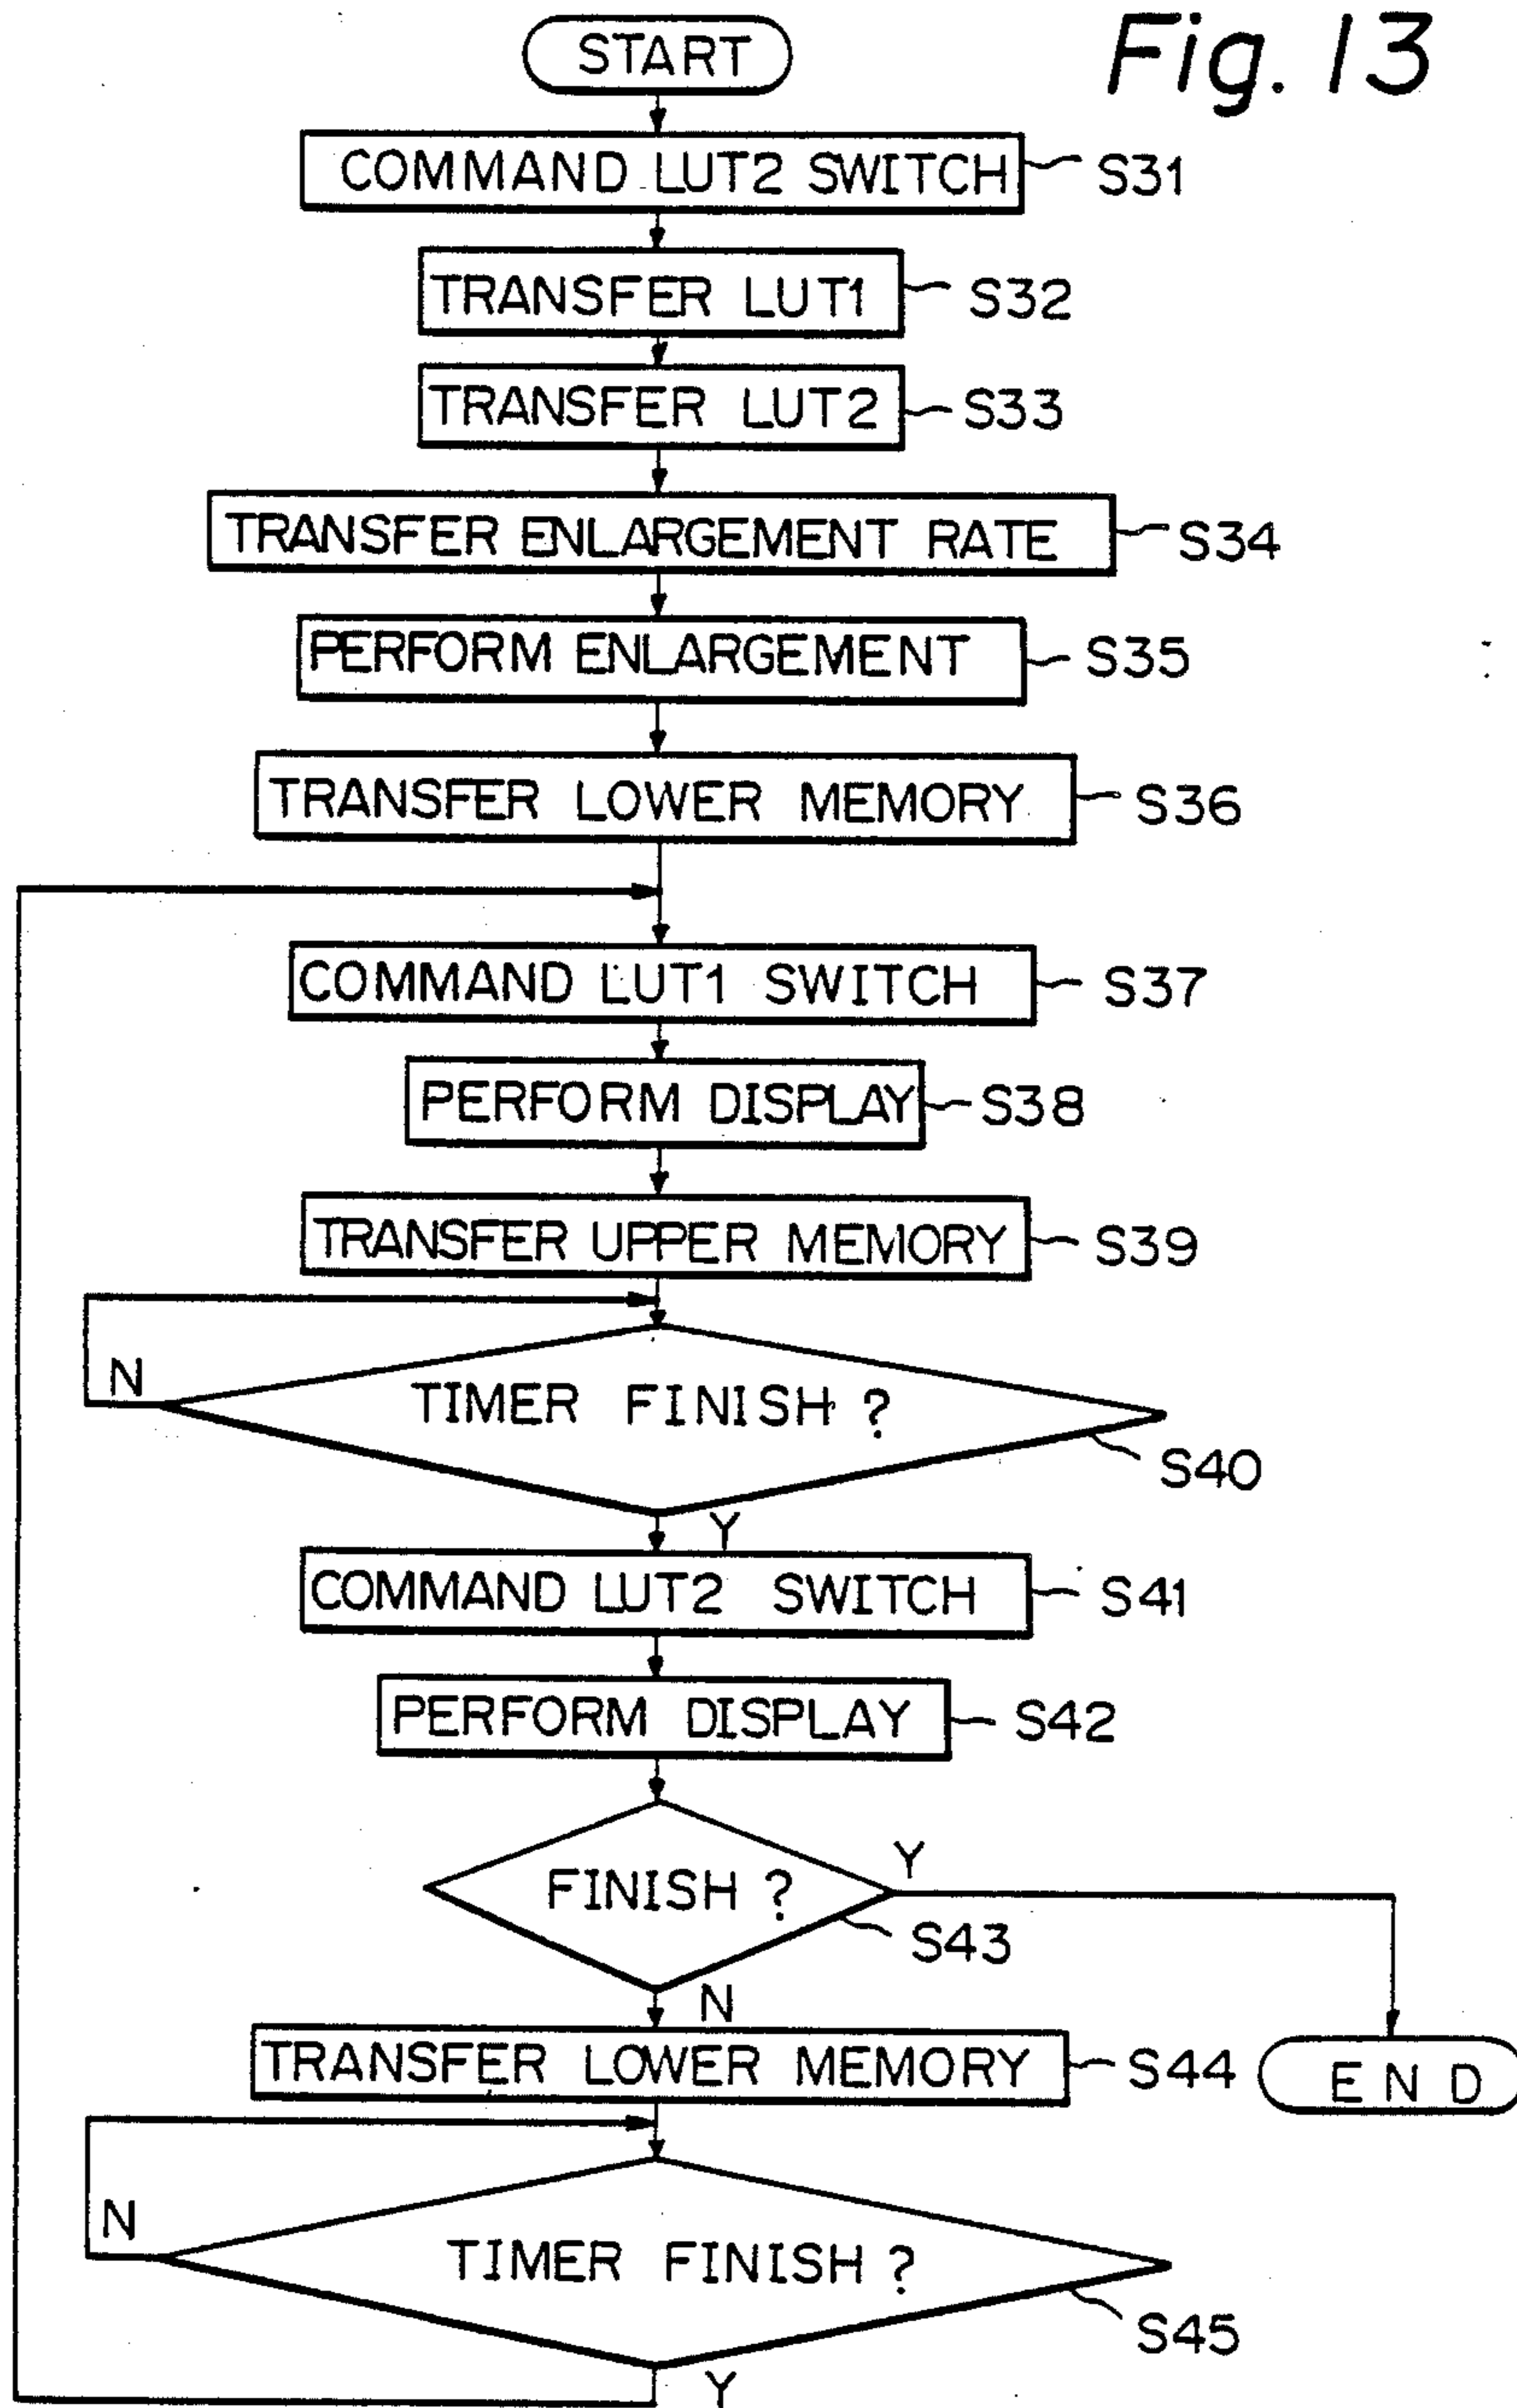 Fig. 13
START
COMMAND LUT2 SWITCH S31
TRANSFER LUT1 S32
TRANSFER LUT2 S33
TRANSFER ENLARGEMENT RATE S34
PERFORM ENLARGEMENT S35
TRANSFER LOWER MEMORY S36
COMMAND LUT1 SWITCH S37
PERFORM DISPLAY S38
TRANSFER UPPER MEMORY S39
N
TIMER FINISH ?
S40
Y
COMMAND LUT2 SWITCH S41
PERFORM DISPLAY S42
FINISH ?
Y
S43
N
TRANSFER LOWER MEMORY S44
END
N
TIMER FINISH ?
S45
Y